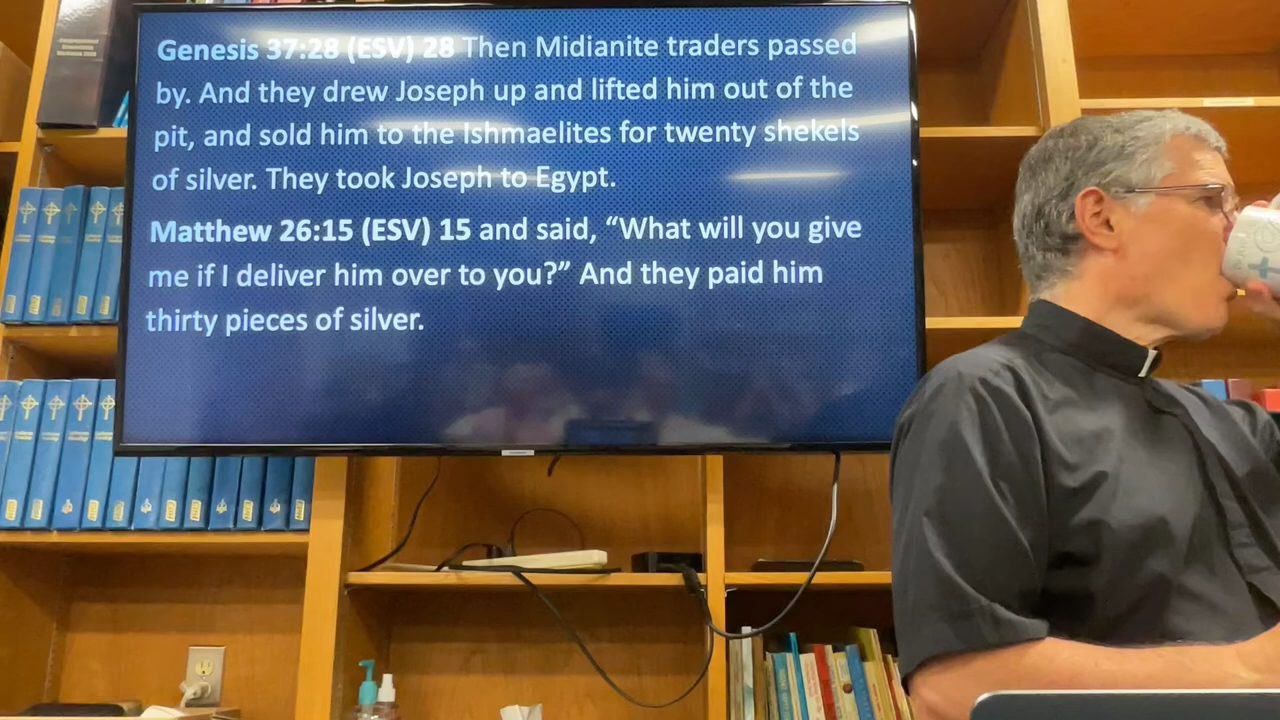 Genesis 37:28 (ESV) 28 Then Midianite traders passed
by. And they drew Joseph up and lifted him out of the
pit, and sold him to the Ishmaelites for twenty shekels
of silver. They took Joseph to Egypt.
Matthew 26:15 (ESV) 15 and said, “What will you give
me if I deliver him over to you?” And they paid him
thirty pieces of silver.